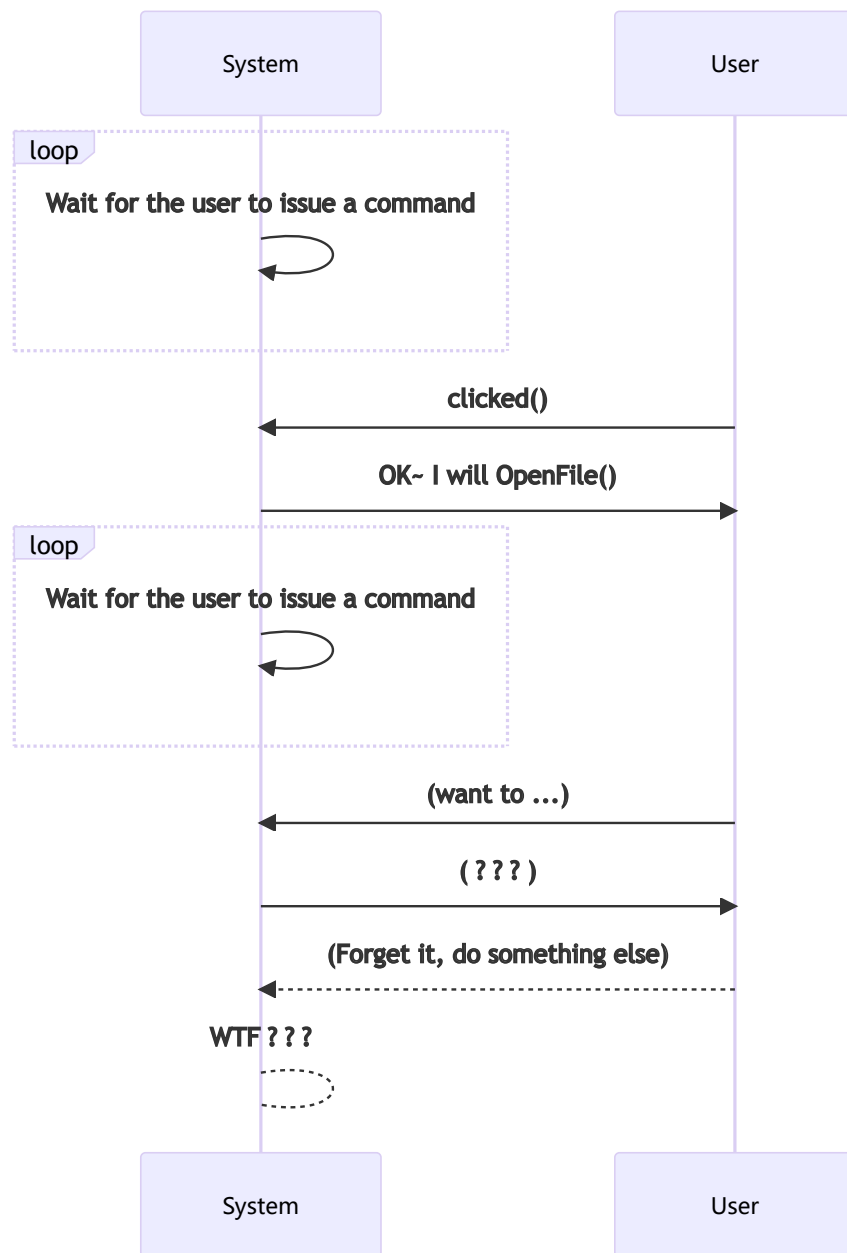 System
User
loop
Wait for the user to issue a command
clicked()
OK~ I will OpenFile()
loop
Wait for the user to issue a command
(want to ...)
( ? ? ? )
(Forget it, do something else)
WTF ? ? ?
System
User